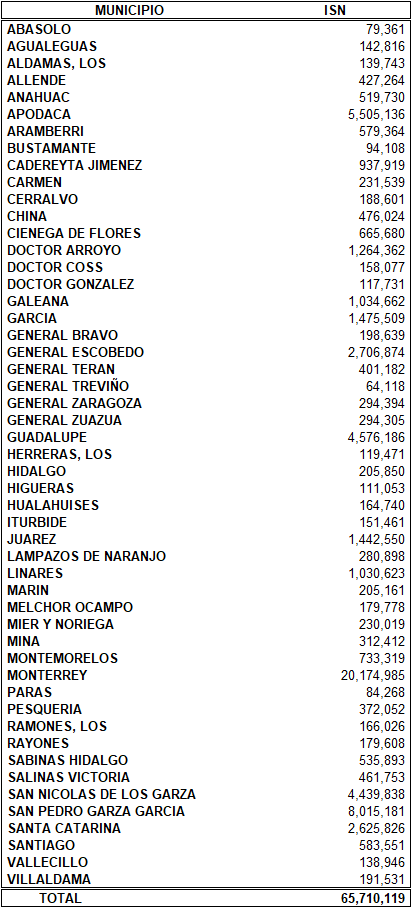 MUNICIPIO ISN
ABASOLO 79,361
AGUALEGUAS 142,816
ALDAMAS, LOS 139,743
ALLENDE 427,264
ANAHUAC 519,730
APODACA 5,505,136
ARAMBERRI 579,364
BUSTAMANTE 94,108
CADEREYTA JIMENEZ 937,919
CARMEN 231,539
CERRALVO 188,601
CHINA 476,024
CIENEGA DE FLORES 665,680
DOCTOR ARROYO 1,264,362
DOCTOR COSS 158,077
DOCTOR GONZALEZ 117,731
GALEANA 1,034,662
GARCIA 1,475,509
GENERAL BRAVO 198,639
GENERAL ESCOBEDO 2,706,874
GENERAL TERAN 401,182
GENERAL TREVIÑO 64,118
GENERAL ZARAGOZA 294,394
GENERAL ZUAZUA 294,305
GUADALUPE 4,576,186
HERRERAS, LOS 119,471
HIDALGO 205,850
HIGUERAS 111,053
HUALAHUISES 164,740
ITURBIDE 151,461
JUAREZ 1,442,550
LAMPAZOS DE NARANJO 280,898
LINARES 1,030,623
MARIN 205,161
MELCHOR OCAMPO 179,778
MIER Y NORIEGA 230,019
MINA 312,412
MONTEMORELOS 733,319
MONTERREY 20,174,985
PARAS 84,268
PESQUERIA 372,052
RAMONES, LOS 166,026
RAYONES 179,608
SABINAS HIDALGO 535,893
SALINAS VICTORIA 461,753
SAN NICOLAS DE LOS GARZA 4,439,838
SAN PEDRO GARZA GARCIA 8,015,181
SANTA CATARINA 2,625,826
SANTIAGO 583,551
VALLECILLO 138,946
VILLALDAMA 191,531
TOTAL 65,710,119